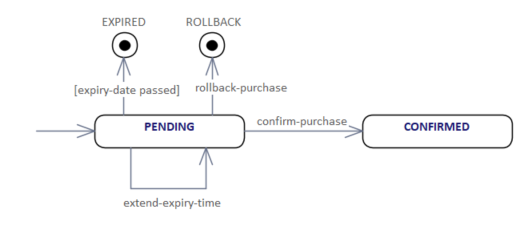 EXPIRED
ROLLBACK
[expiry-date passed]
rollback-purchase
PENDING
confirm-purchase
CONFIRMED
extend-expiry-time